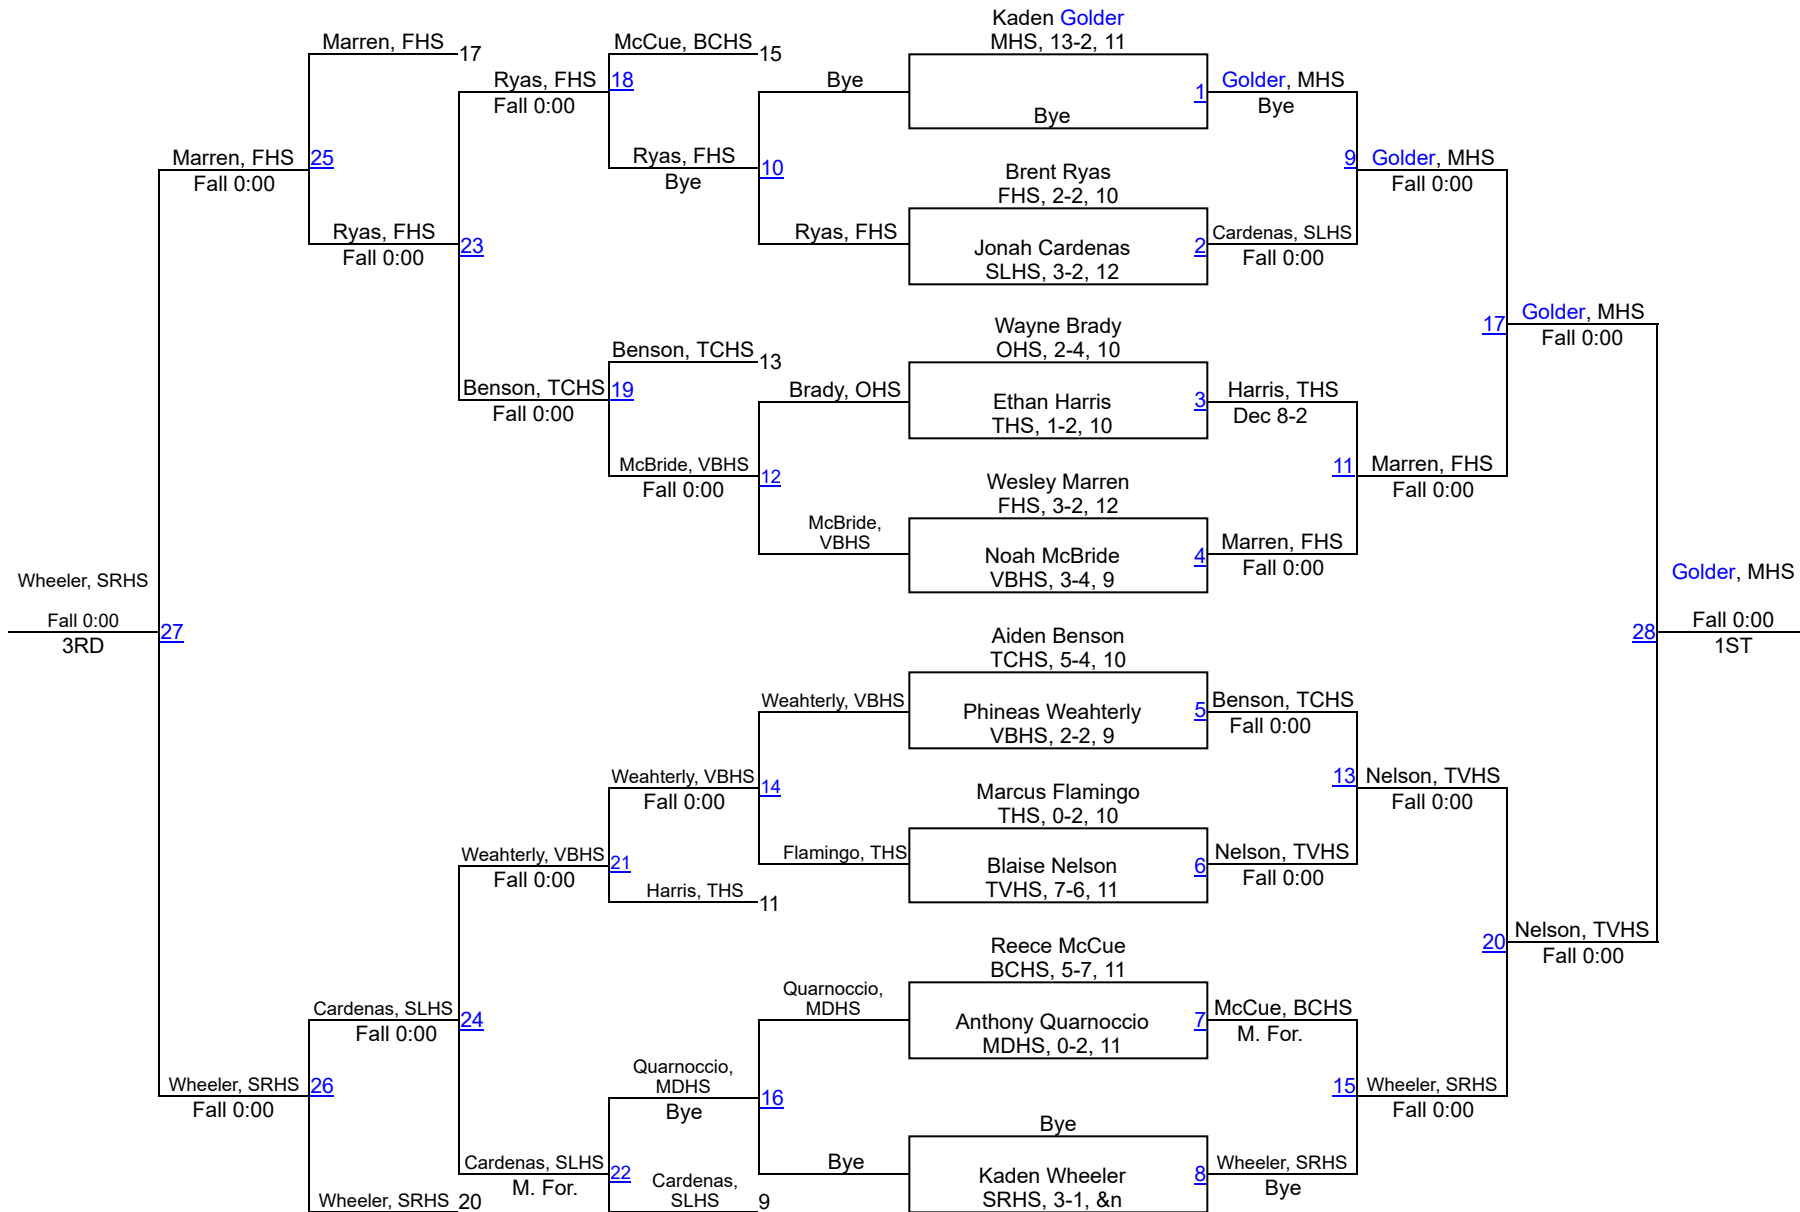 Kaden Golder
MHS, 13-2, 11
Marren, FHS
17
McCue, BCHS
15
Ryas, FHS
18
Fall 0:00
Bye
1
Golder, MHS
Bye
Bye
Marren, FHS
25
Fall 0:00
Ryas, FHS
10
Bye
Brent Ryas
FHS, 2-2, 10
9
Golder, MHS
Fall 0:00
Ryas, FHS
23
Fall 0:00
Ryas, FHS
Jonah Cardenas
SLHS, 3-2, 12
2
Cardenas, SLHS
Fall 0:00
Wayne Brady
OHS, 2-4, 10
17
Golder, MHS
Fall 0:00
Benson, TCHS
13
Benson, TCHS
19
Fall 0:00
Brady, OHS
Ethan Harris
THS, 1-2, 10
3
Harris, THS
Dec 8-2
McBride, VBHS
12
Fall 0:00
Wesley Marren
FHS, 3-2, 12
11
Marren, FHS
Fall 0:00
McBride,
VBHS
Noah McBride
VBHS, 3-4, 9
4
Marren, FHS
Fall 0:00
Wheeler, SRHS
Fall 0:00
3RD
27
Golder, MHS
28
Fall 0:00
1ST
Aiden Benson
TCHS, 5-4, 10
Weahterly, VBHS
Phineas Weahterly
VBHS, 2-2, 9
5
Benson, TCHS
Fall 0:00
Weahterly, VBHS
14
Fall 0:00
Marcus Flamingo
THS, 0-2, 10
13
Nelson, TVHS
Fall 0:00
Weahterly, VBHS
21
Fall 0:00
Flamingo, THS
Blaise Nelson
TVHS, 7-6, 11
6
Nelson, TVHS
Fall 0:00
Harris, THS
11
Reece McCue
BCHS, 5-7, 11
20
Nelson, TVHS
Fall 0:00
Cardenas, SLHS
24
Fall 0:00
Quarnoccio,
MDHS
Anthony Quarnoccio
MDHS, 0-2, 11
7
McCue, BCHS
M. For.
Wheeler, SRHS
26
Fall 0:00
Quarnoccio,
MDHS
16
Bye
15
Wheeler, SRHS
Fall 0:00
Bye
Cardenas, SLHS
22
M. For.
Bye
Kaden Wheeler
SRHS, 3-1, &n
8
Wheeler, SRHS
Bye
Wheeler, SRHS
20
Cardenas,
SLHS
9